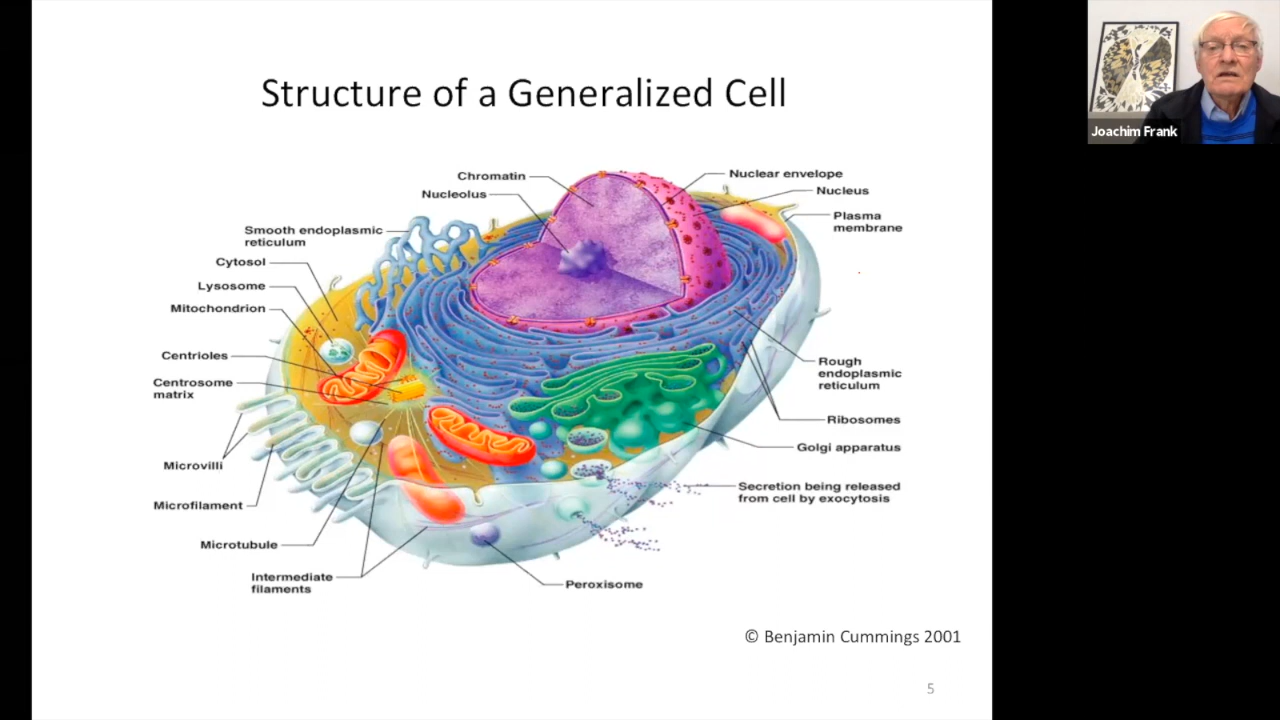 Structure of a Generalized Cell
Joachim Frank
Chromatin
Nucleolus
Smooth endoplasmic
reticulum
Cytosol
Lysosome
Mitochondrion
Centrioles
Centrosome
matrix
Microvilli
Microfilament
Microtubule
Intermediate
filaments
Nuclear envelope
Nucleus
Plasma
membrane
Rough
endoplasmic
reticulum
Ribosomes
Golgi apparatus
Secretion being released
from cell by exocytosis
Peroxisome
© Benjamin Cummings 2001
5